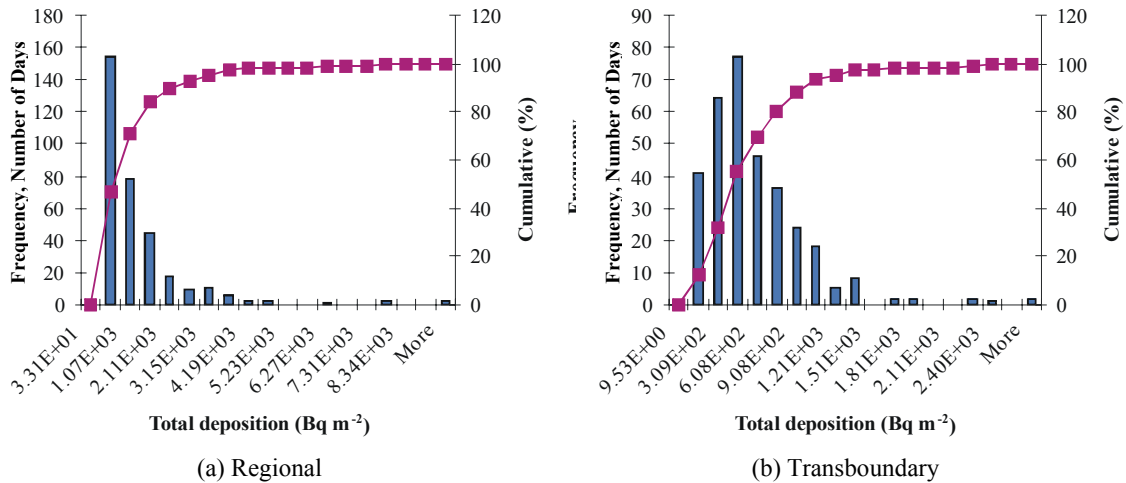 180
160
140
120
100
80
60
40
20
0
Frequency, Number of Days
120
100
80
60
40
20
0
Cumulative (%)
3.31E+01
1.07E+03
2.11E+03
3.15E+03
4.19E+03
5.23E+03
6.27E+03
7.31E+03
8.34E+03
More
Total deposition (Bq m-2)
(a) Regional
Frequency
90
80
70
60
50
40
30
20
10
0
Frequency, Number of Days
120
100
80
60
40
20
0
Cumulative (%)
9.53E+00
3.09E+02
6.08E+02
9.08E+02
1.21E+03
1.51E+03
1.81E+03
2.11E+03
2.40E+03
More
Total deposition (Bq m-2)
(b) Transboundary